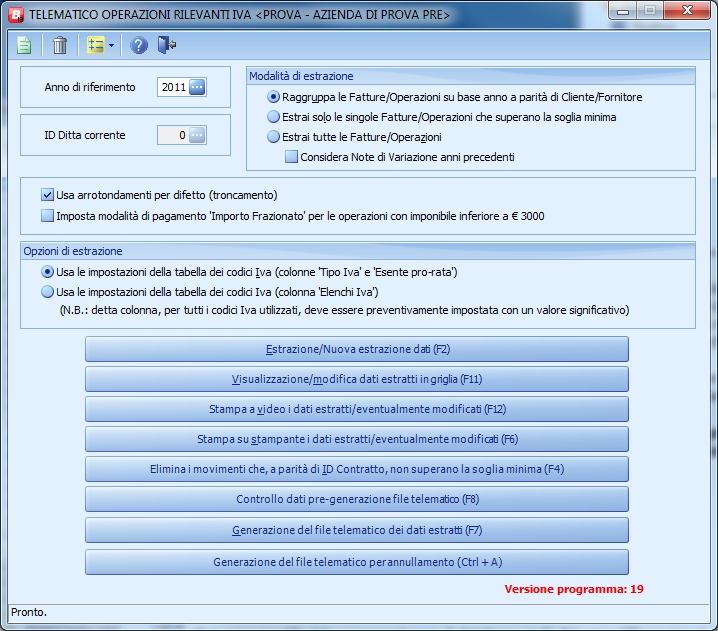 TELEMATICO OPERAZIONI RILEVANTI IVA <PROVA - AZIENDA DI PROVA PRE>
Anno di riferimento 2011
ID Ditta corrente 0
Modalità di estrazione
Raggruppa le Fatture/Operazioni su base anno a parità di Cliente/Fornitore
Estrai solo le singole Fatture/Operazioni che superano la soglia minima
Estrai tutte le Fatture/Operazioni
Considera Note di Variazione anni precedenti
Usa arrotondamenti per difetto (troncamento)
Imposta modalità di pagamento 'Importo Frazionato' per le operazioni con imponibile inferiore a € 3000
Opzioni di estrazione
Usa le impostazioni della tabella dei codici Iva (colonne 'Tipo Iva' e 'Esente pro-rata')
Usa le impostazioni della tabella dei codici Iva (colonna 'Elenchi Iva')
(N.B.: detta colonna, per tutti i codici Iva utilizzati, deve essere preventivamente impostata con un valore significativo)
Estrazione/Nuova estrazione dati (F2)
Visualizzazione/modifica dati estratti in griglia (F11)
Stampa a video i dati estratti/eventualmente modificati (F12)
Stampa su stampante i dati estratti/eventualmente modificati (F6)
Elimina i movimenti che, a parità di ID Contratto, non superano la soglia minima (F4)
Controllo dati pre-generazione file telematico (F8)
Generazione del file telematico dei dati estratti (F7)
Generazione del file telematico perannullamento (Ctrl + A)
Versione programma: 19
Pronto.